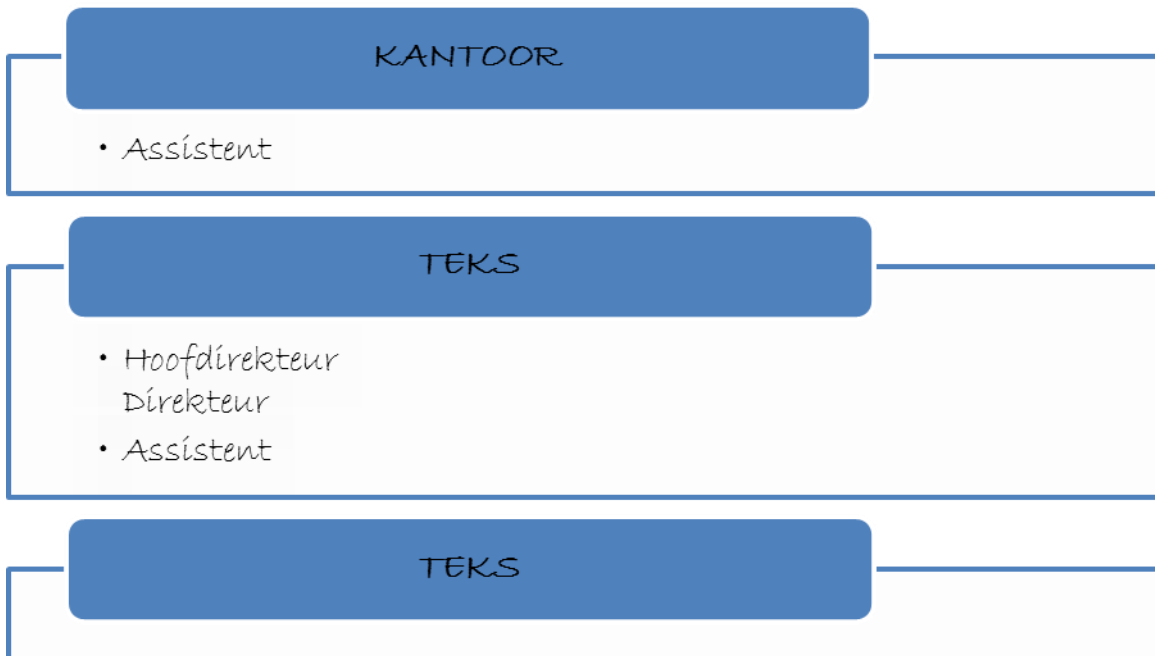 KANTOOR
• Assistent
TEKS
• Hoofdirekteur
Direkteur
• Assistent
TEKS